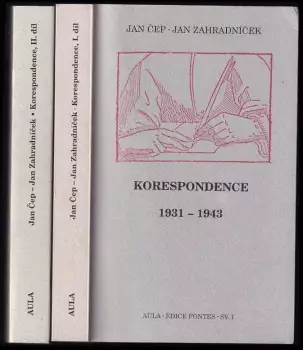 Jan Čep – Jan Zahradníček • Korespondence, II. díl
AULA
Jan Čep – Jan Zahradníček · Korespondence, I. díl
AULA
JAN ČEP · JAN ZAHRADNÍČEK
KORESPONDENCE
1931 – 1943
AULA · EDICE FONTES · SV. I